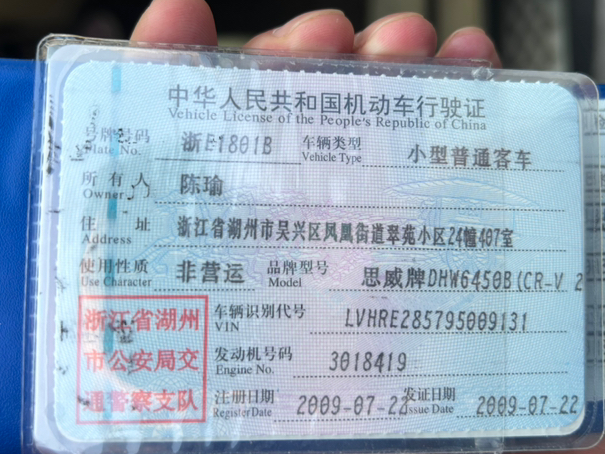 中华人民共和国机动车行驶证
Vehicle License of the People's Republic of China
号牌号码 浙E1801B 车辆类型 小型普通客车
Plate No. Vehicle Type
所有人 陈瑜
Owner
住址 浙江省湖州市吴兴区凤凰街道翠苑小区24幢407室
Address
使用性质 非营运 品牌型号 思威牌DHW6450B(CR-V 2
Use Character Model
浙江省湖州
市公安局交
通警察支队
车辆识别代号 LVHRE285795009131
VIN
发动机号码 3018419
Engine No.
注册日期 2009-07-22 发证日期 2009-07-22
Register Date Issue Date